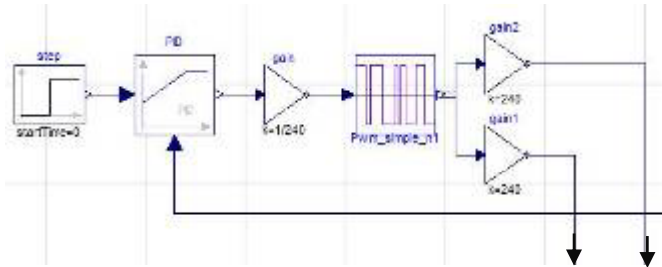 step
startTime=0
PID
PID
gain
k=1/240
Pwm_simple_n1
gain2
k=240
gain1
k=240